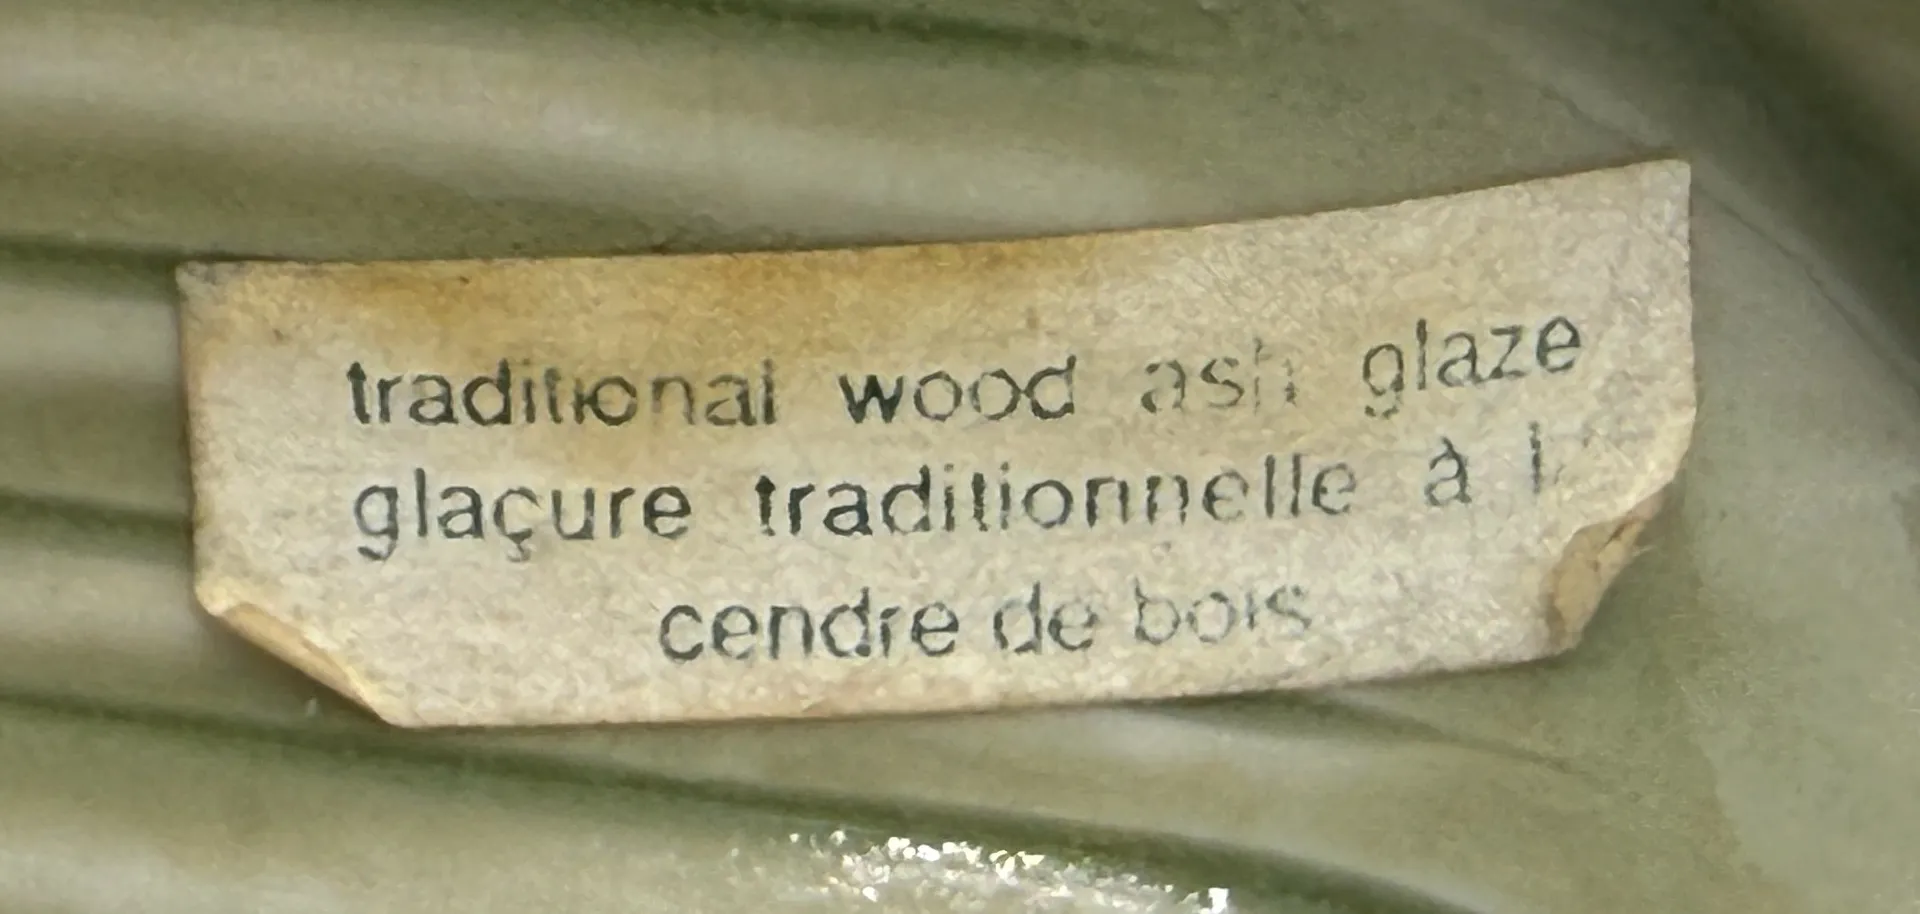 traditional wood ash glaze
glaçure traditionnelle à
cendre de bois